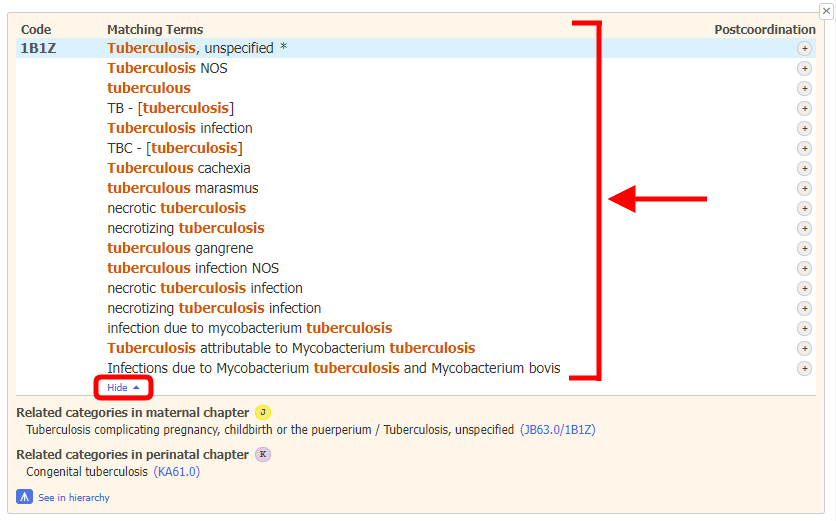 Code Matching Terms Postcoordination
1B1Z Tuberculosis, unspecified * +
Tuberculosis NOS +
tuberculous +
TB - [tuberculosis] +
Tuberculosis infection +
TBC - [tuberculosis] +
Tuberculous cachexia +
tuberculous marasmus +
necrotic tuberculosis +
necrotizing tuberculosis +
tuberculous gangrene +
tuberculous infection NOS +
necrotic tuberculosis infection +
necrotizing tuberculosis infection +
infection due to mycobacterium tuberculosis +
Tuberculosis attributable to Mycobacterium tuberculosis +
Infections due to Mycobacterium tuberculosis and Mycobacterium bovis +
Hide
Related categories in maternal chapter J
Tuberculosis complicating pregnancy, childbirth or the puerperium / Tuberculosis, unspecified (JB63.0/1B1Z)
Related categories in perinatal chapter K
Congenital tuberculosis (KA61.0)
See in hierarchy